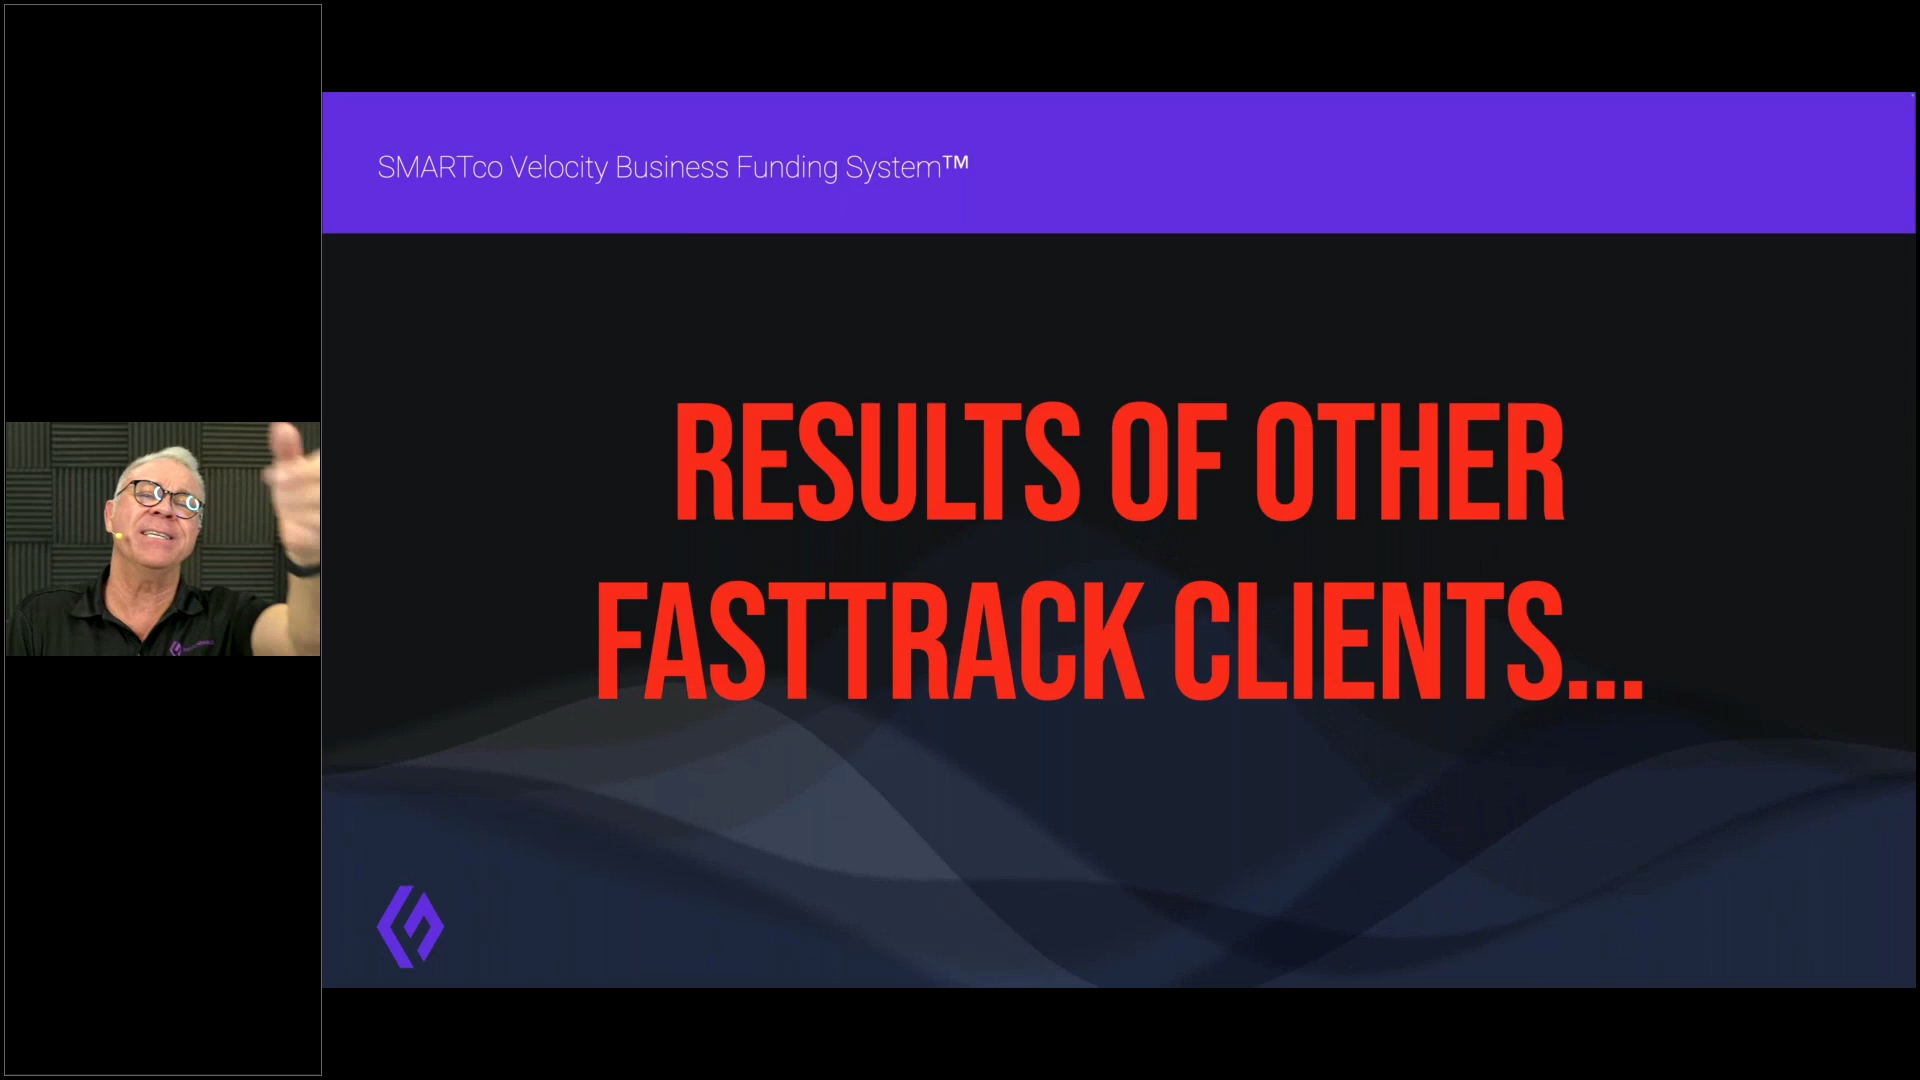 SMARTco Velocity Business Funding System™
RESULTS OF OTHER
FASTTRACK CLIENTS...